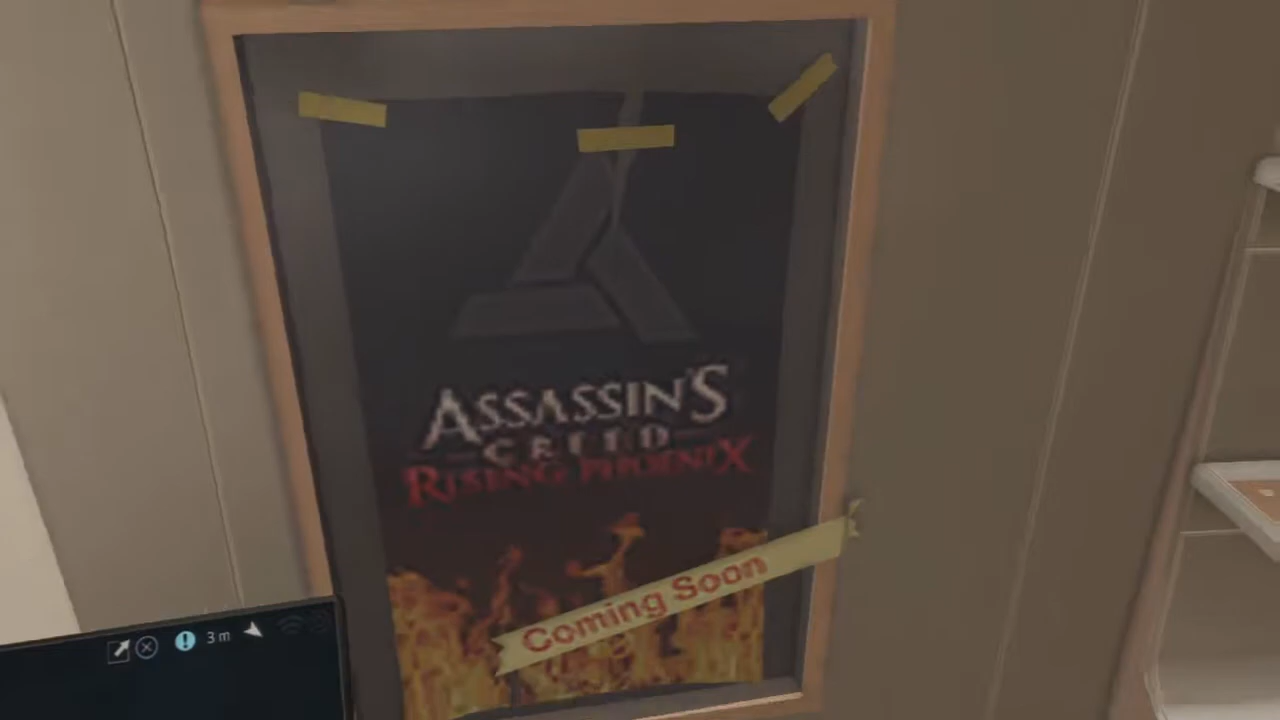 ASSASSIN'S
CREED
RISING PHOENIX
Coming Soon
3 m